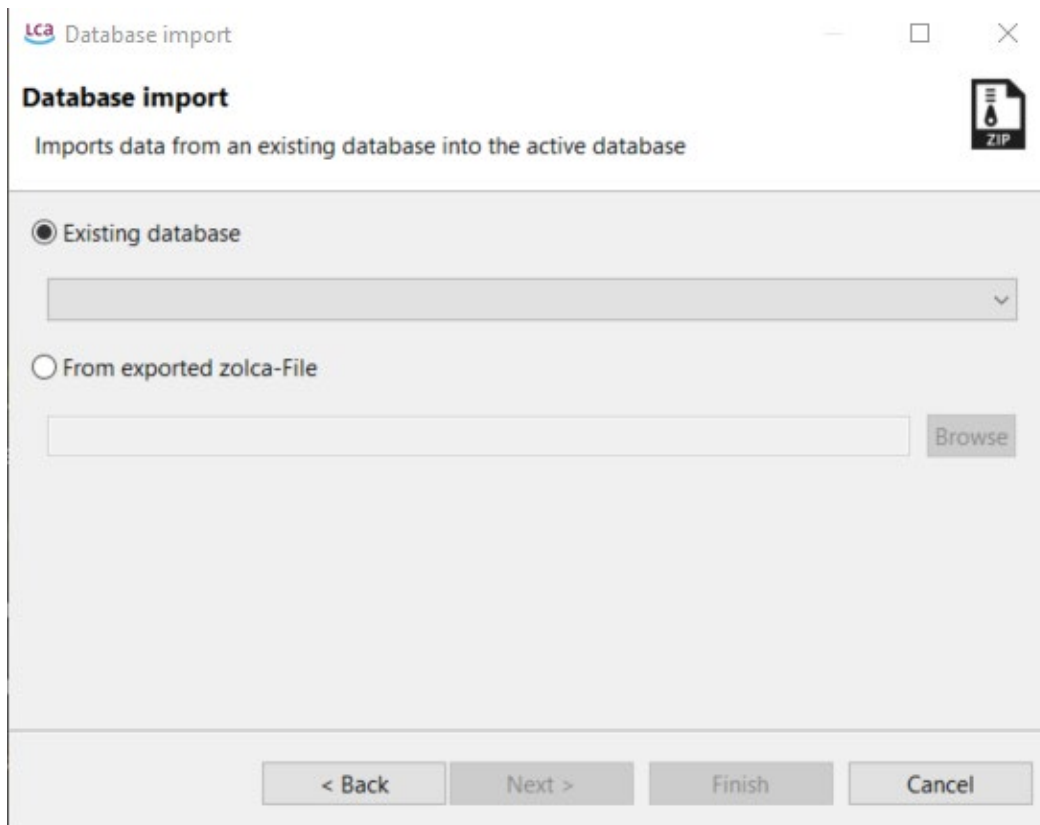 LCa Database import
Database import
Imports data from an existing database into the active database
ZIP
Existing database
From exported zolca-File
Browse
< Back Next > Finish Cancel